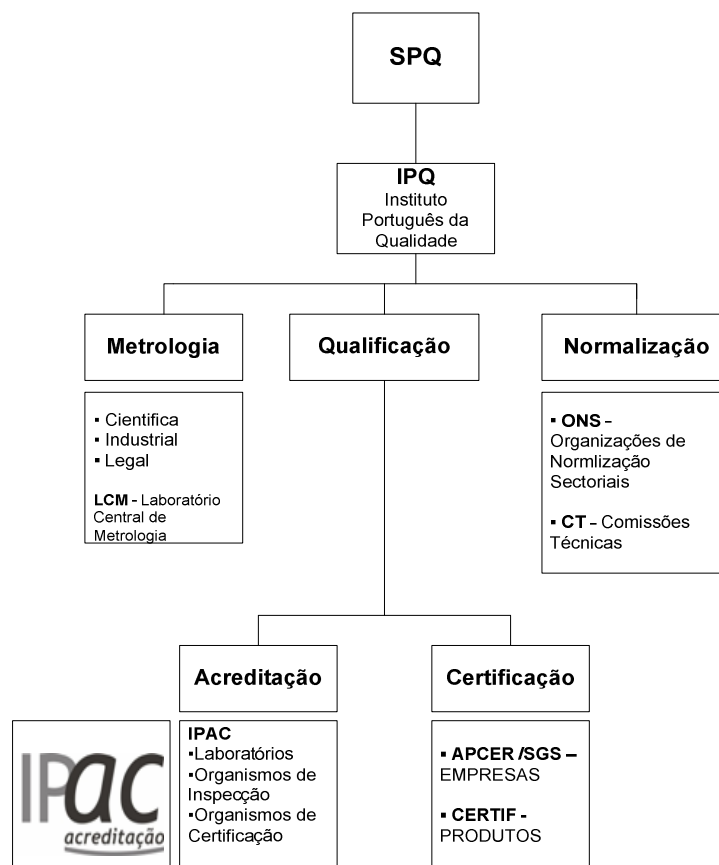 SPQ
IPQ
Instituto
Português da
Qualidade
Metrologia
Qualificação
Normalização
▪ Cientifica
▪ Industrial
▪ Legal
LCM - Laboratório
Central de
Metrologia
▪ ONS –
Organizações de
Normlização
Sectoriais
▪ CT – Comissões
Técnicas
Acreditação
Certificação
IPac
acreditação
IPAC
▪Laboratórios
▪Organismos de
Inspecção
▪Organismos de
Certificação
▪ APCER /SGS –
EMPRESAS
▪ CERTIF -
PRODUTOS